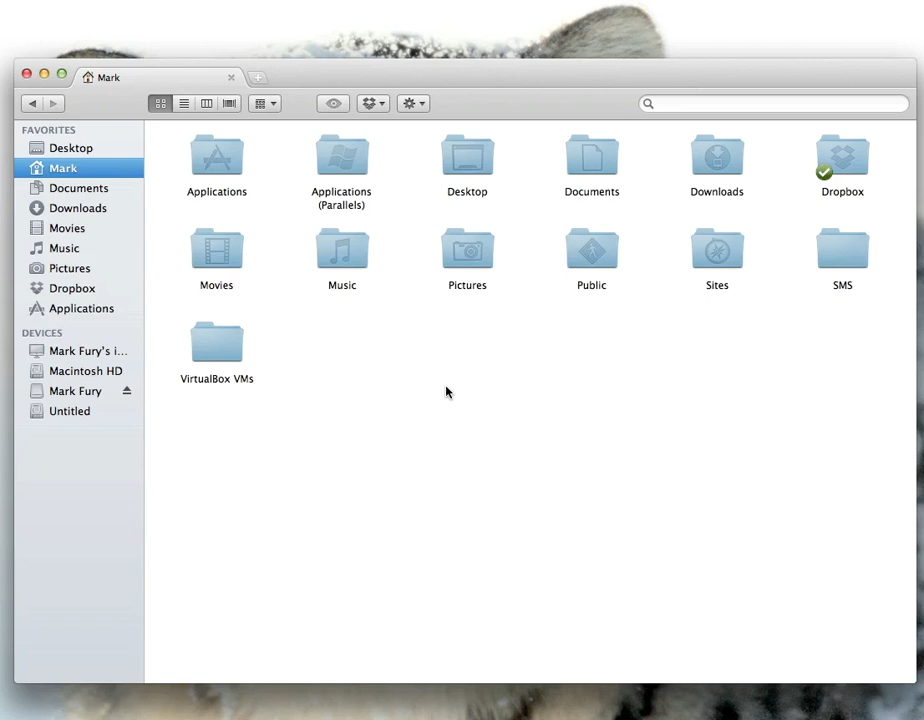 Mark
FAVORITES
Desktop
Mark
Documents
Downloads
Movies
Music
Pictures
Dropbox
Applications
DEVICES
Mark Fury's i...
Macintosh HD
Mark Fury
Untitled
Applications
Applications
(Parallels)
Desktop
Documents
Downloads
Dropbox
Movies
Music
Pictures
Public
Sites
SMS
VirtualBox VMs